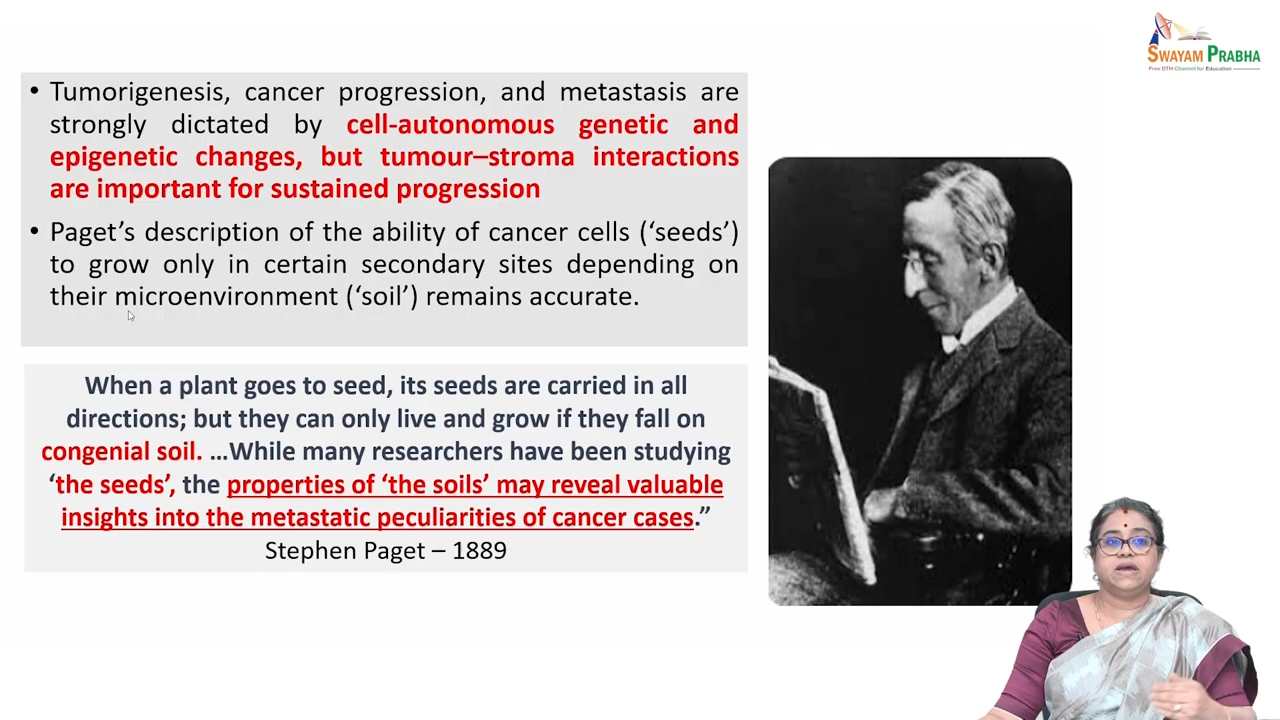 SWAYAM PRABHA
Free DTH Channel for Education
• Tumorigenesis, cancer progression, and metastasis are
strongly dictated by cell-autonomous genetic and
epigenetic changes, but tumour–stroma interactions
are important for sustained progression
• Paget’s description of the ability of cancer cells (‘seeds’)
to grow only in certain secondary sites depending on
their microenvironment (‘soil’) remains accurate.
When a plant goes to seed, its seeds are carried in all
directions; but they can only live and grow if they fall on
congenial soil. …While many researchers have been studying
‘the seeds’, the properties of ‘the soils’ may reveal valuable
insights into the metastatic peculiarities of cancer cases.”
Stephen Paget – 1889